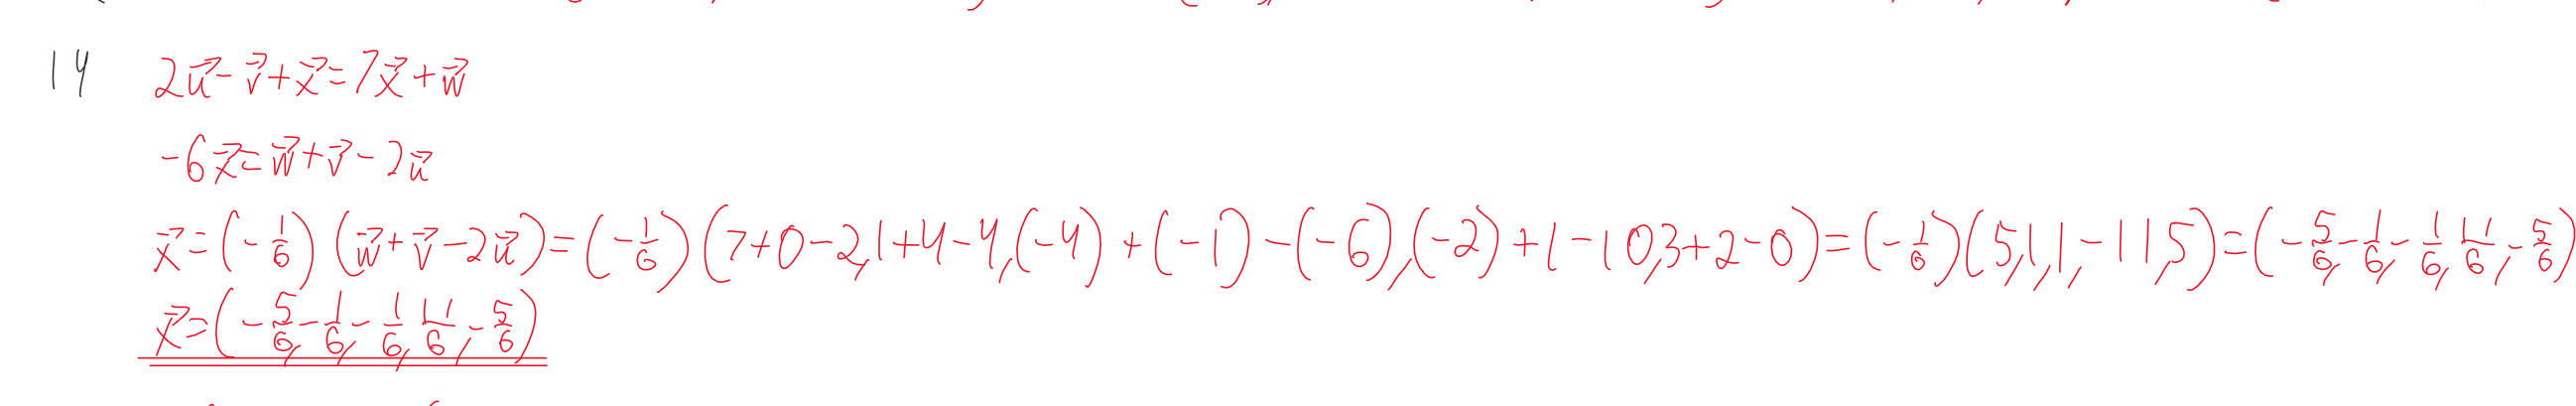 14 2u⃗-v⃗+x⃗=7x⃗+w⃗
-6x⃗=w⃗+v⃗-2u⃗
x⃗=(-1/6)(w⃗+v⃗-2u⃗)=(-1/6)(7+0-2,1+4-4,(-4)+(-1)-(-6),(-2)+1-10,3+2-0)=(-1/6)(5,1,1,-11,5)=(-5/6,-1/6,-1/6,11/6,-5/6)
x⃗=(-5/6,-1/6,-1/6,11/6,-5/6)